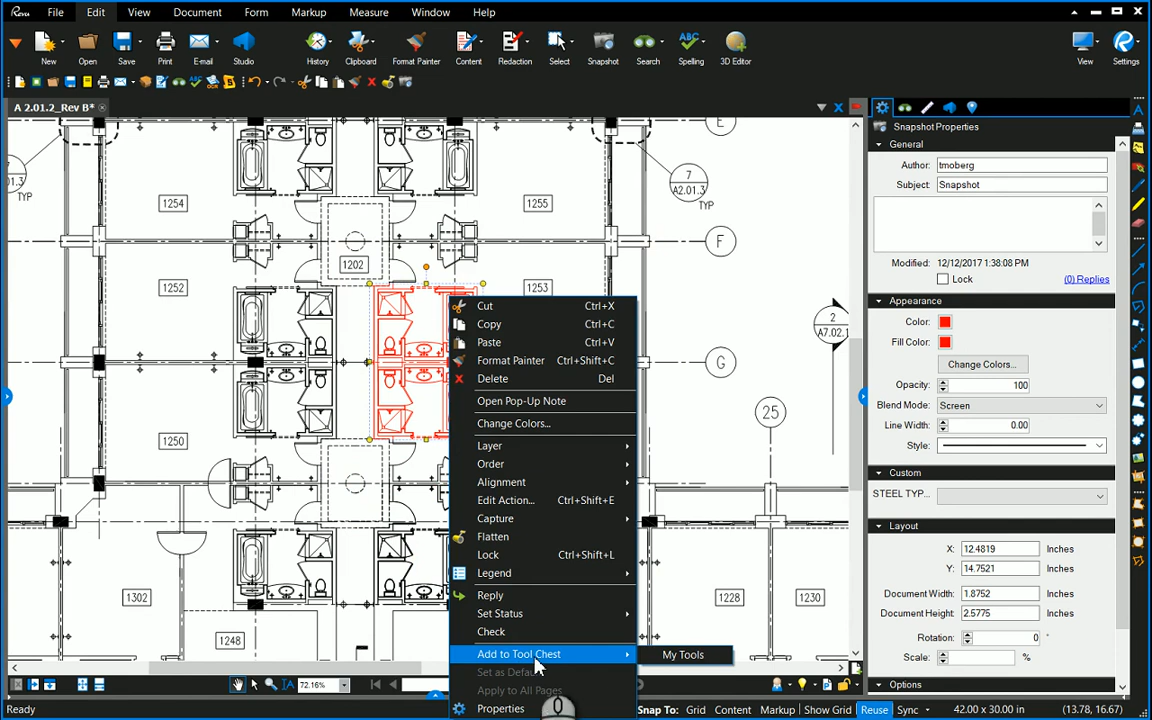 Revu File Edit View Document Form Markup Measure Window Help
New Open Save Print E-mail Studio History Clipboard Format Painter Content Redaction Select Snapshot Search Spelling 3D Editor View Settings
A 2.01.2_Rev B*
Snapshot Properties
General
Author: tmoberg
Subject: Snapshot
Modified: 12/12/2017 1:38:08 PM
Lock (0) Replies
Appearance
Color:
Fill Color:
Change Colors...
Opacity: 100
Blend Mode: Screen
Line Width: 0.00
Style:
Custom
STEEL TYP...
Layout
X: 12.4819 Inches
Y: 14.7521 Inches
Document Width: 1.8752 Inches
Document Height: 2.5775 Inches
Rotation: 0 °
Scale: %
Options
E
7
A2.01.3
TYP
01.3
YP
1254
1255
F
1202
1252
1253
2
A7.02.1
G
25
1250
1302
1248
1228
1230
Cut Ctrl+X
Copy Ctrl+C
Paste Ctrl+V
Format Painter Ctrl+Shift+C
Delete Del
Open Pop-Up Note
Change Colors...
Layer
Order
Alignment
Edit Action... Ctrl+Shift+E
Capture
Flatten
Lock Ctrl+Shift+L
Legend
Reply
Set Status
Check
Add to Tool Chest
My Tools
Apply to All Pages
Properties
72.16%
Ready
Snap To: Grid Content Markup Show Grid Reuse Sync 42.00 x 30.00 in (13.78, 16.67)